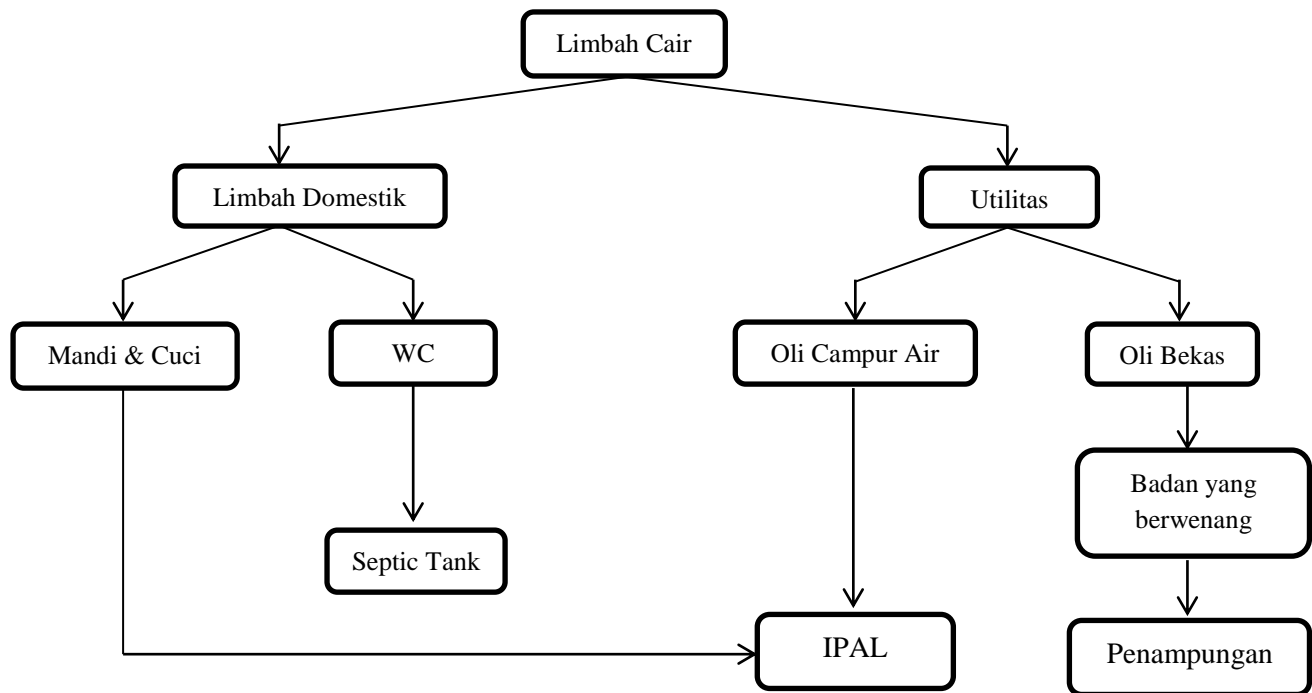 Limbah Cair
Limbah Domestik
Utilitas
Mandi & Cuci
WC
Oli Campur Air
Oli Bekas
Badan yang
berwenang
Septic Tank
IPAL
Penampungan